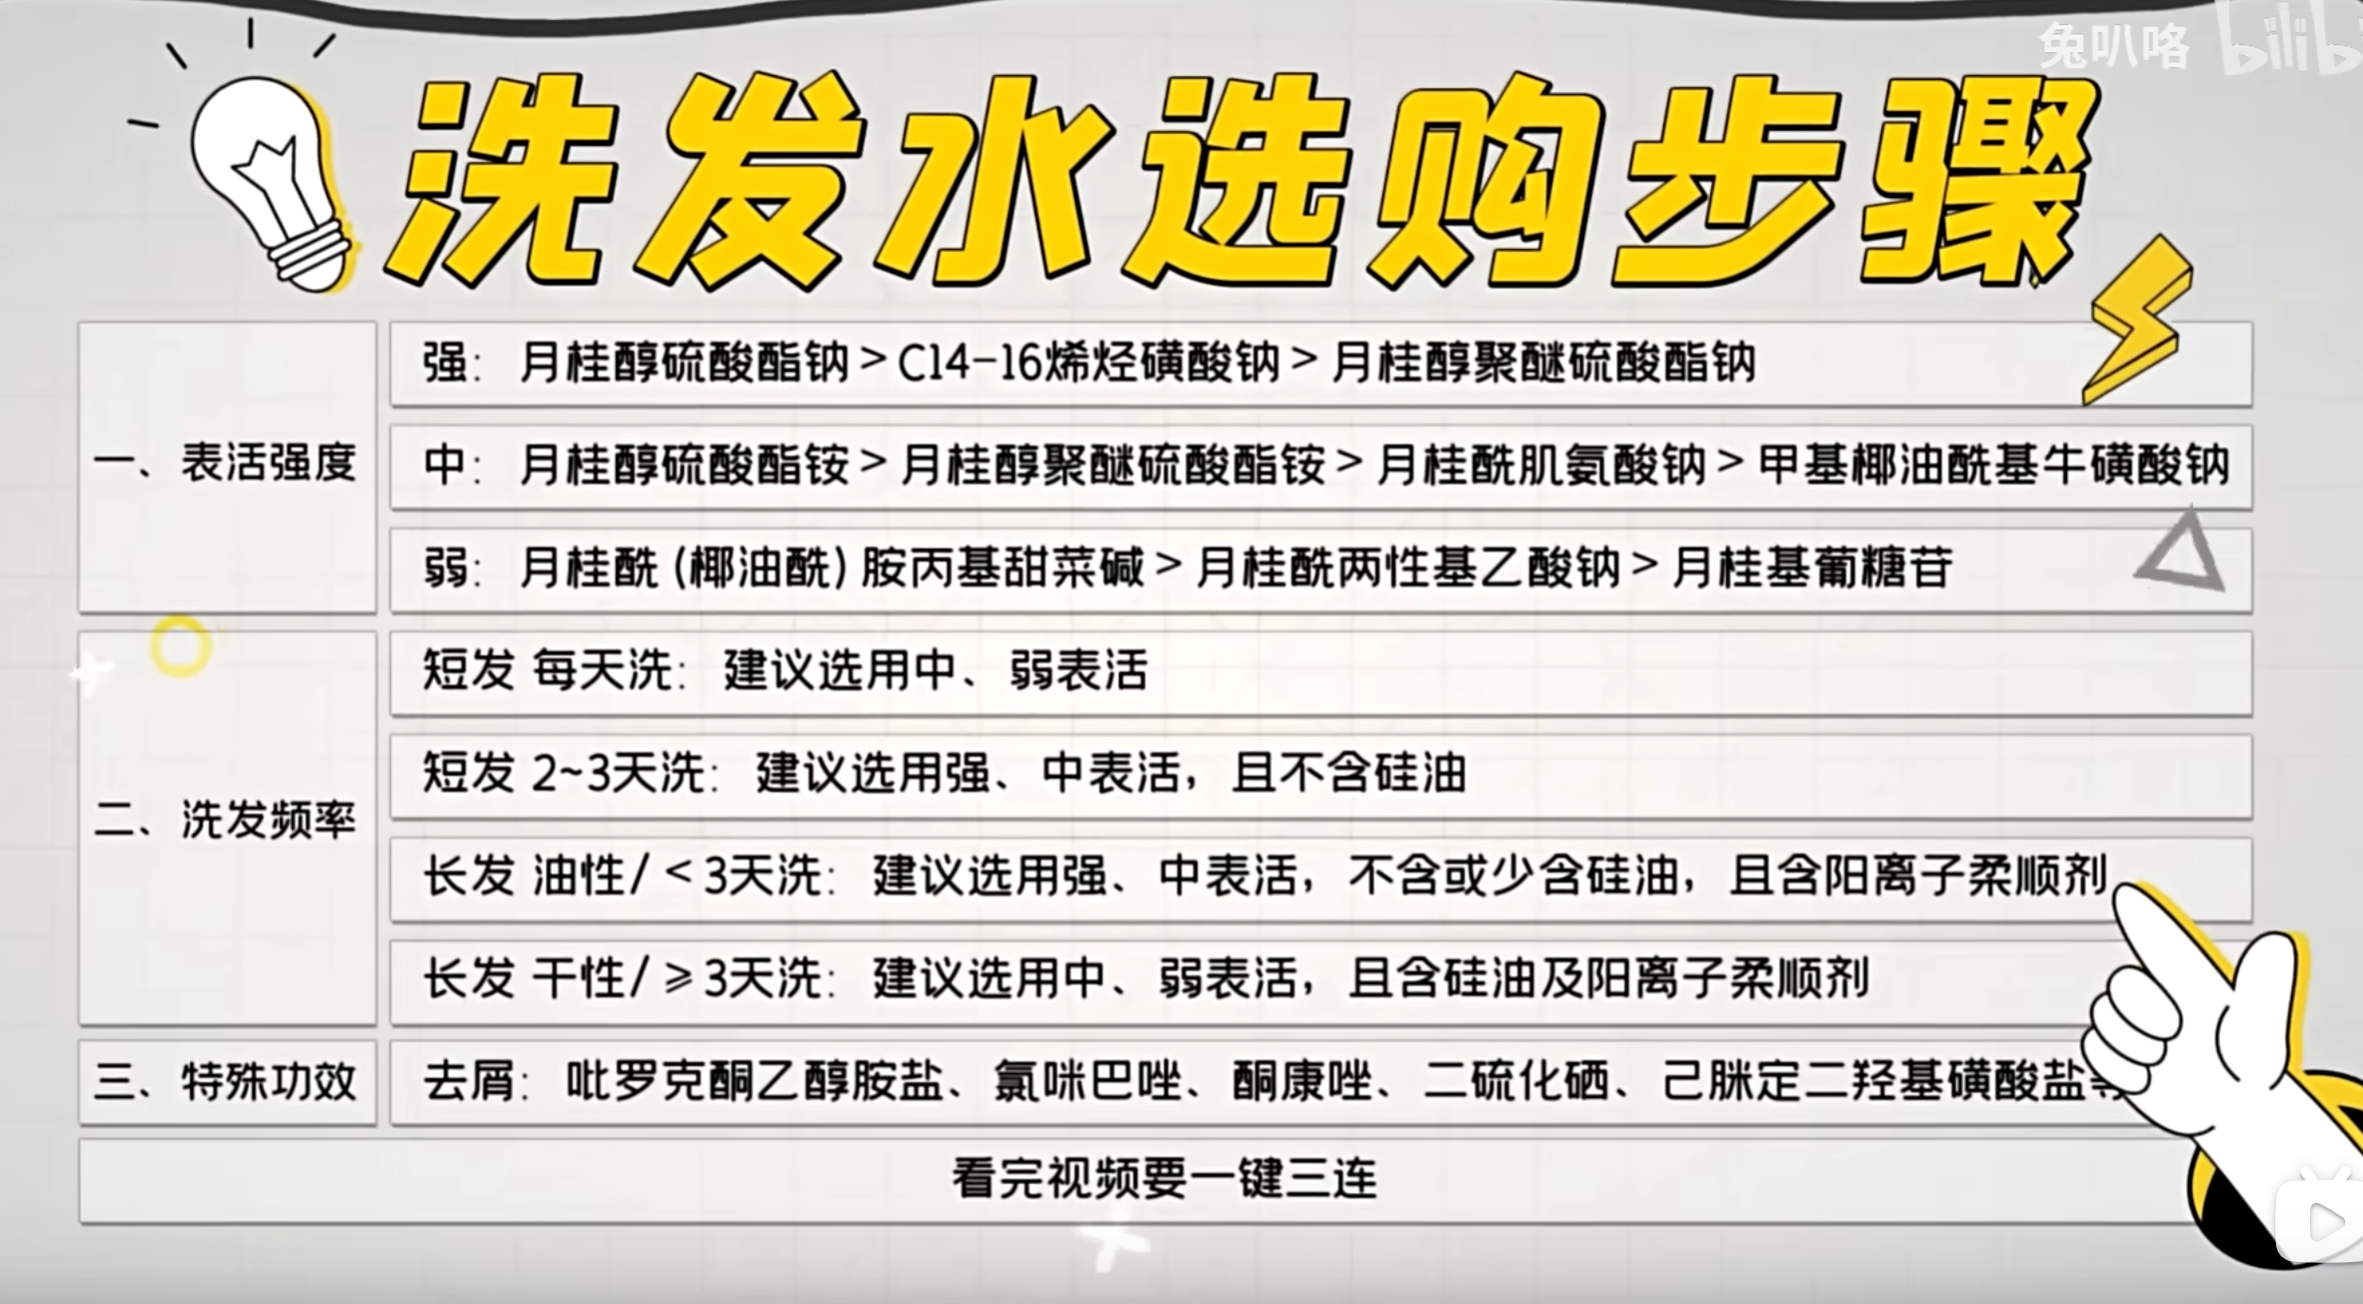 兔叭咯 bilib
洗发水选购步骤
一、表活强度
强：月桂醇硫酸酯钠>C14-16烯烃磺酸钠>月桂醇聚醚硫酸酯钠
中：月桂醇硫酸酯铵>月桂醇聚醚硫酸酯铵>月桂酰肌氨酸钠>甲基椰油酰基牛磺酸钠
弱：月桂酰(椰油酰)胺丙基甜菜碱>月桂酰两性基乙酸钠>月桂基葡糖苷
二、洗发频率
短发 每天洗：建议选用中、弱表活
短发 2~3天洗：建议选用强、中表活，且不含硅油
长发 油性/<3天洗：建议选用强、中表活，不含或少含硅油，且含阳离子柔顺剂
长发 干性/≥3天洗：建议选用中、弱表活，且含硅油及阳离子柔顺剂
三、特殊功效
去屑：吡罗克酮乙醇胺盐、氯咪巴唑、酮康唑、二硫化硒、己脒定二羟基磺酸盐等
看完视频要一键三连